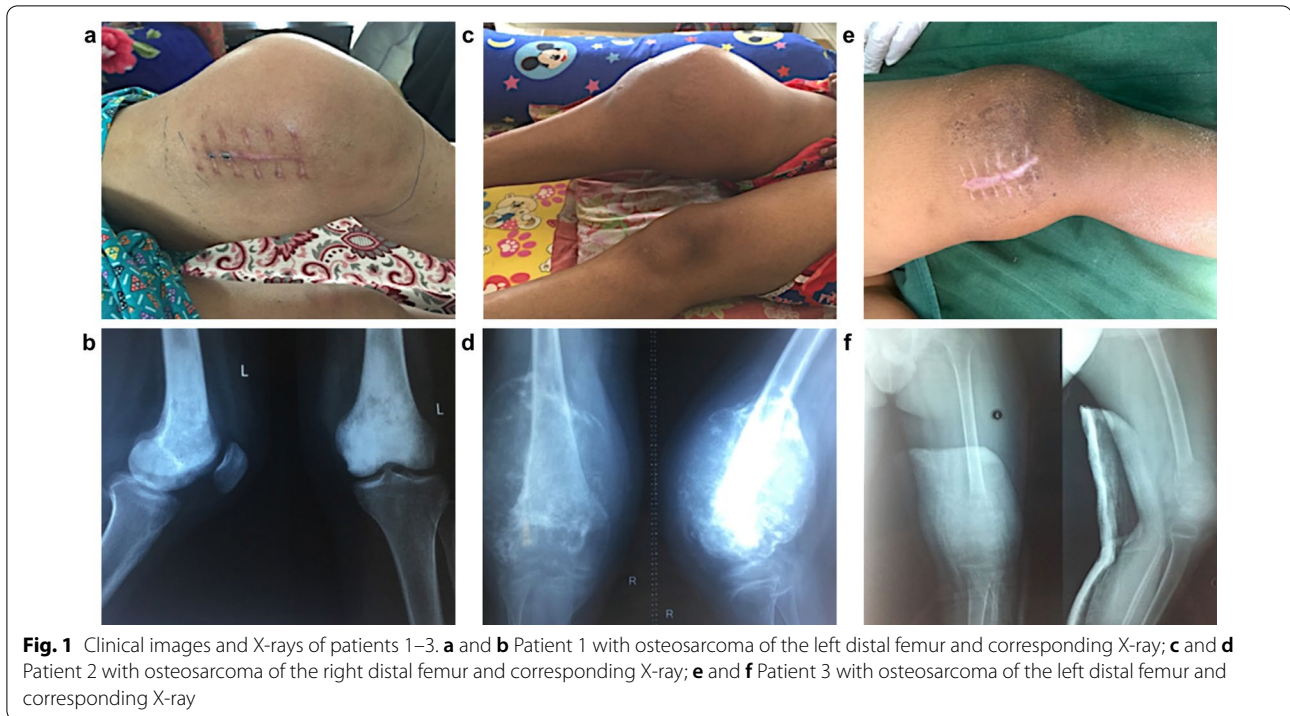 a
c
e
b
L
L
d
R
R
f
Fig. 1 Clinical images and X-rays of patients 1–3. a and b Patient 1 with osteosarcoma of the left distal femur and corresponding X-ray; c and d
Patient 2 with osteosarcoma of the right distal femur and corresponding X-ray; e and f Patient 3 with osteosarcoma of the left distal femur and
corresponding X-ray